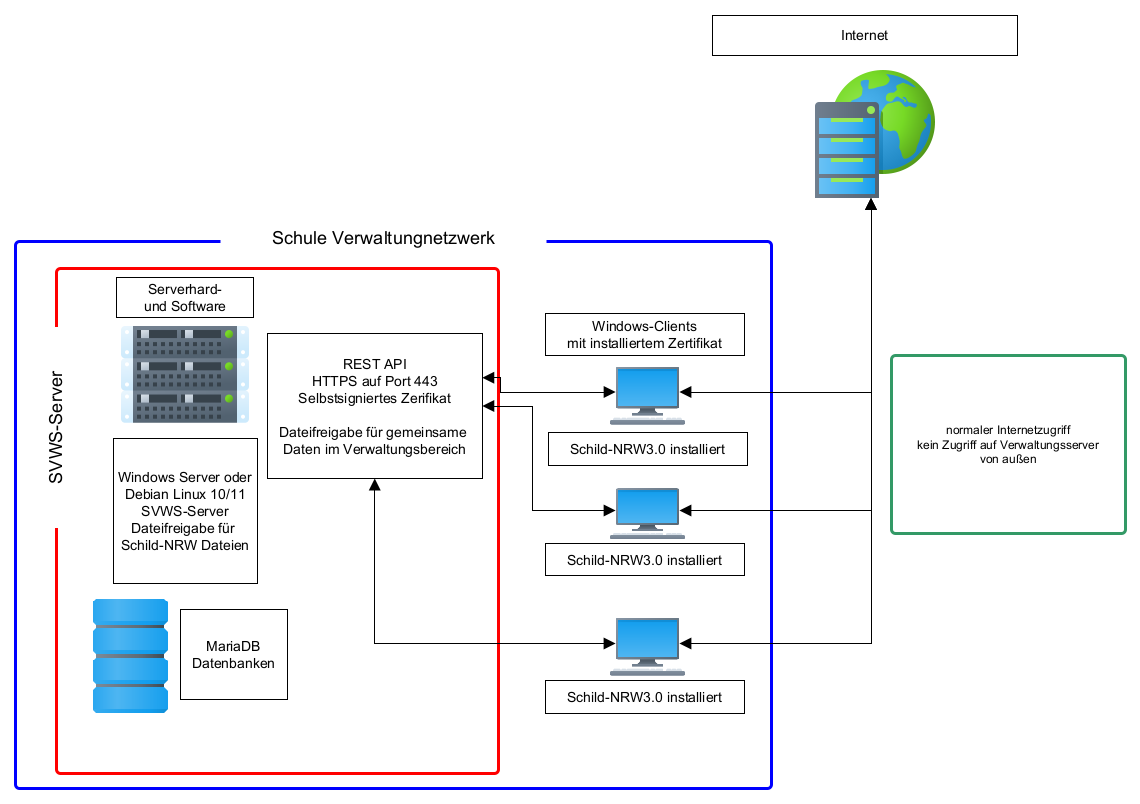 Internet
Schule Verwaltungnetzwerk
SVWS-Server
Serverhard-
und Software
REST API
HTTPS auf Port 443
Selbstsigniertes Zerifikat
Dateifreigabe für gemeinsame
Daten im Verwaltungsbereich
Windows Server oder
Debian Linux 10/11
SVWS-Server
Dateifreigabe für
Schild-NRW Dateien
MariaDB
Datenbanken
Windows-Clients
mit installiertem Zertifikat
Schild-NRW3.0 installiert
Schild-NRW3.0 installiert
Schild-NRW3.0 installiert
normaler Internetzugriff
kein Zugriff auf Verwaltungsserver
von außen